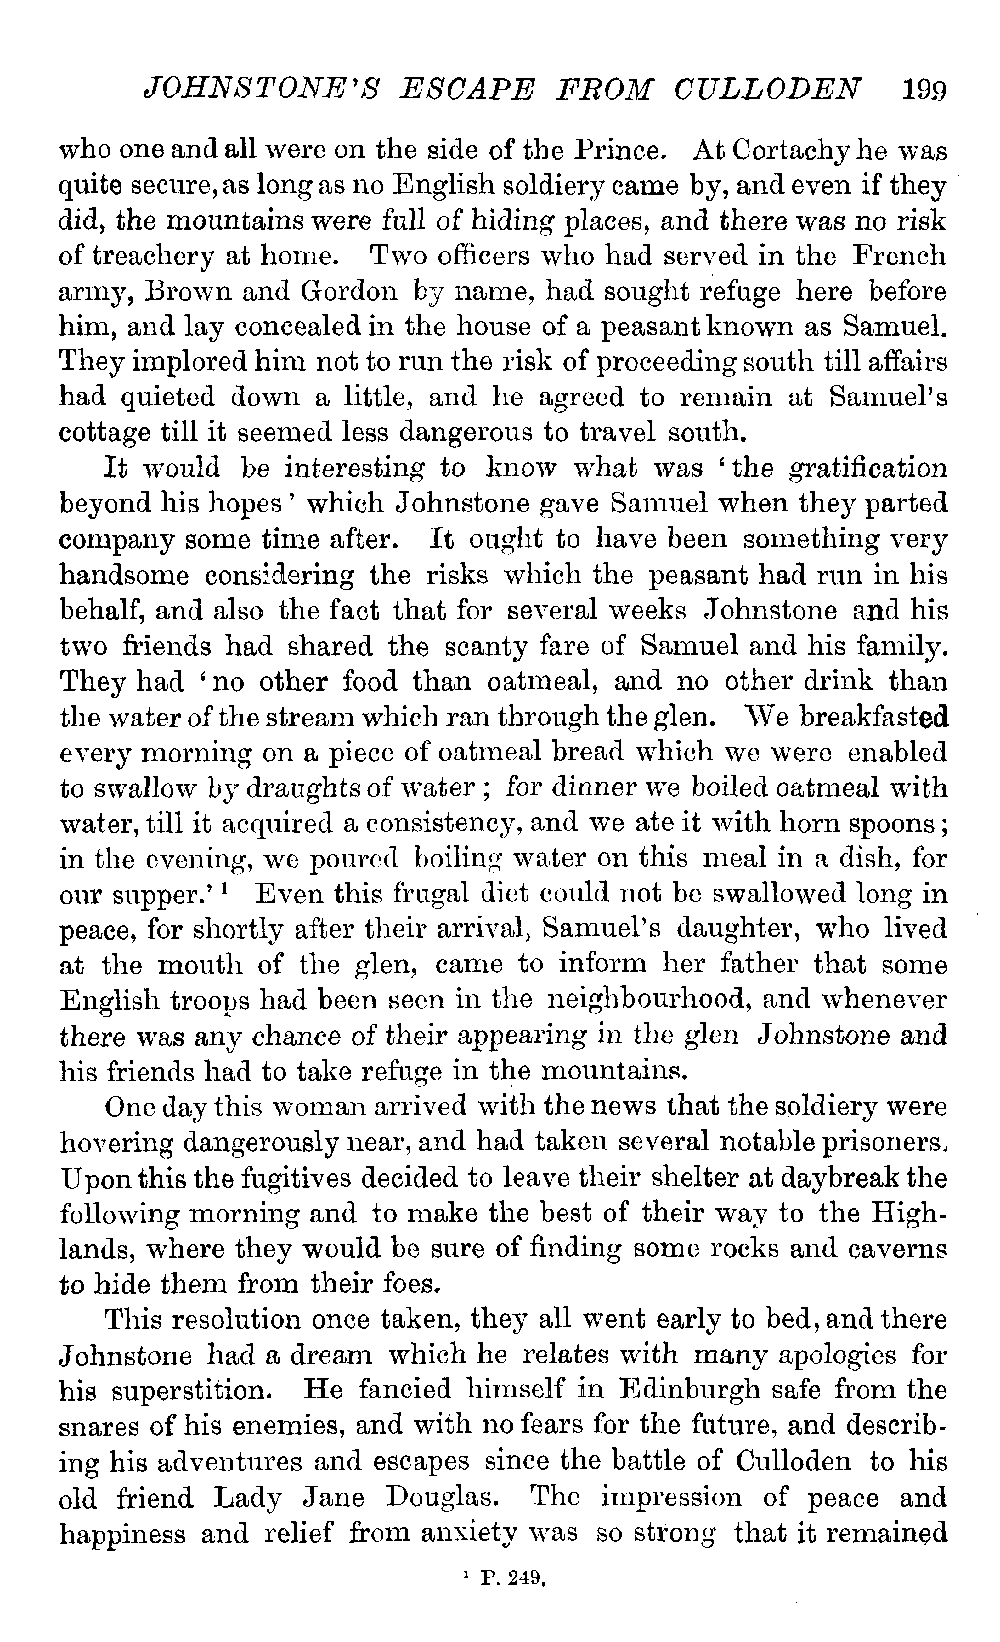 JOHNSTONE'S ESCAPE FROM CULLODEN 199
who one and all were on the side of the Prince. At Cortachy he was
quite secure, as long as no English soldiery came by, and even if they
did, the mountains were full of hiding places, and there was no risk
of treachery at home. Two officers who had served in the French
army, Brown and Gordon by name, had sought refuge here before
him, and lay concealed in the house of a peasant known as Samuel.
They implored him not to run the risk of proceeding south till affairs
had quieted down a little, and he agreed to remain at Samuel's
cottage till it seemed less dangerous to travel south.
It would be interesting to know what was 'the gratification
beyond his hopes' which Johnstone gave Samuel when they parted
company some time after. It ought to have been something very
handsome considering the risks which the peasant had run in his
behalf, and also the fact that for several weeks Johnstone and his
two friends had shared the scanty fare of Samuel and his family.
They had 'no other food than oatmeal, and no other drink than
the water of the stream which ran through the glen. We breakfasted
every morning on a piece of oatmeal bread which we were enabled
to swallow by draughts of water; for dinner we boiled oatmeal with
water, till it acquired a consistency, and we ate it with horn spoons;
in the evening, we poured boiling water on this meal in a dish, for
our supper.' ¹ Even this frugal diet could not be swallowed long in
peace, for shortly after their arrival, Samuel's daughter, who lived
at the mouth of the glen, came to inform her father that some
English troops had been seen in the neighbourhood, and whenever
there was any chance of their appearing in the glen Johnstone and
his friends had to take refuge in the mountains.
One day this woman arrived with the news that the soldiery were
hovering dangerously near, and had taken several notable prisoners.
Upon this the fugitives decided to leave their shelter at daybreak the
following morning and to make the best of their way to the High-
lands, where they would be sure of finding some rocks and caverns
to hide them from their foes.
This resolution once taken, they all went early to bed, and there
Johnstone had a dream which he relates with many apologies for
his superstition. He fancied himself in Edinburgh safe from the
snares of his enemies, and with no fears for the future, and describ-
ing his adventures and escapes since the battle of Culloden to his
old friend Lady Jane Douglas. The impression of peace and
happiness and relief from anxiety was so strong that it remained
¹ P. 249.